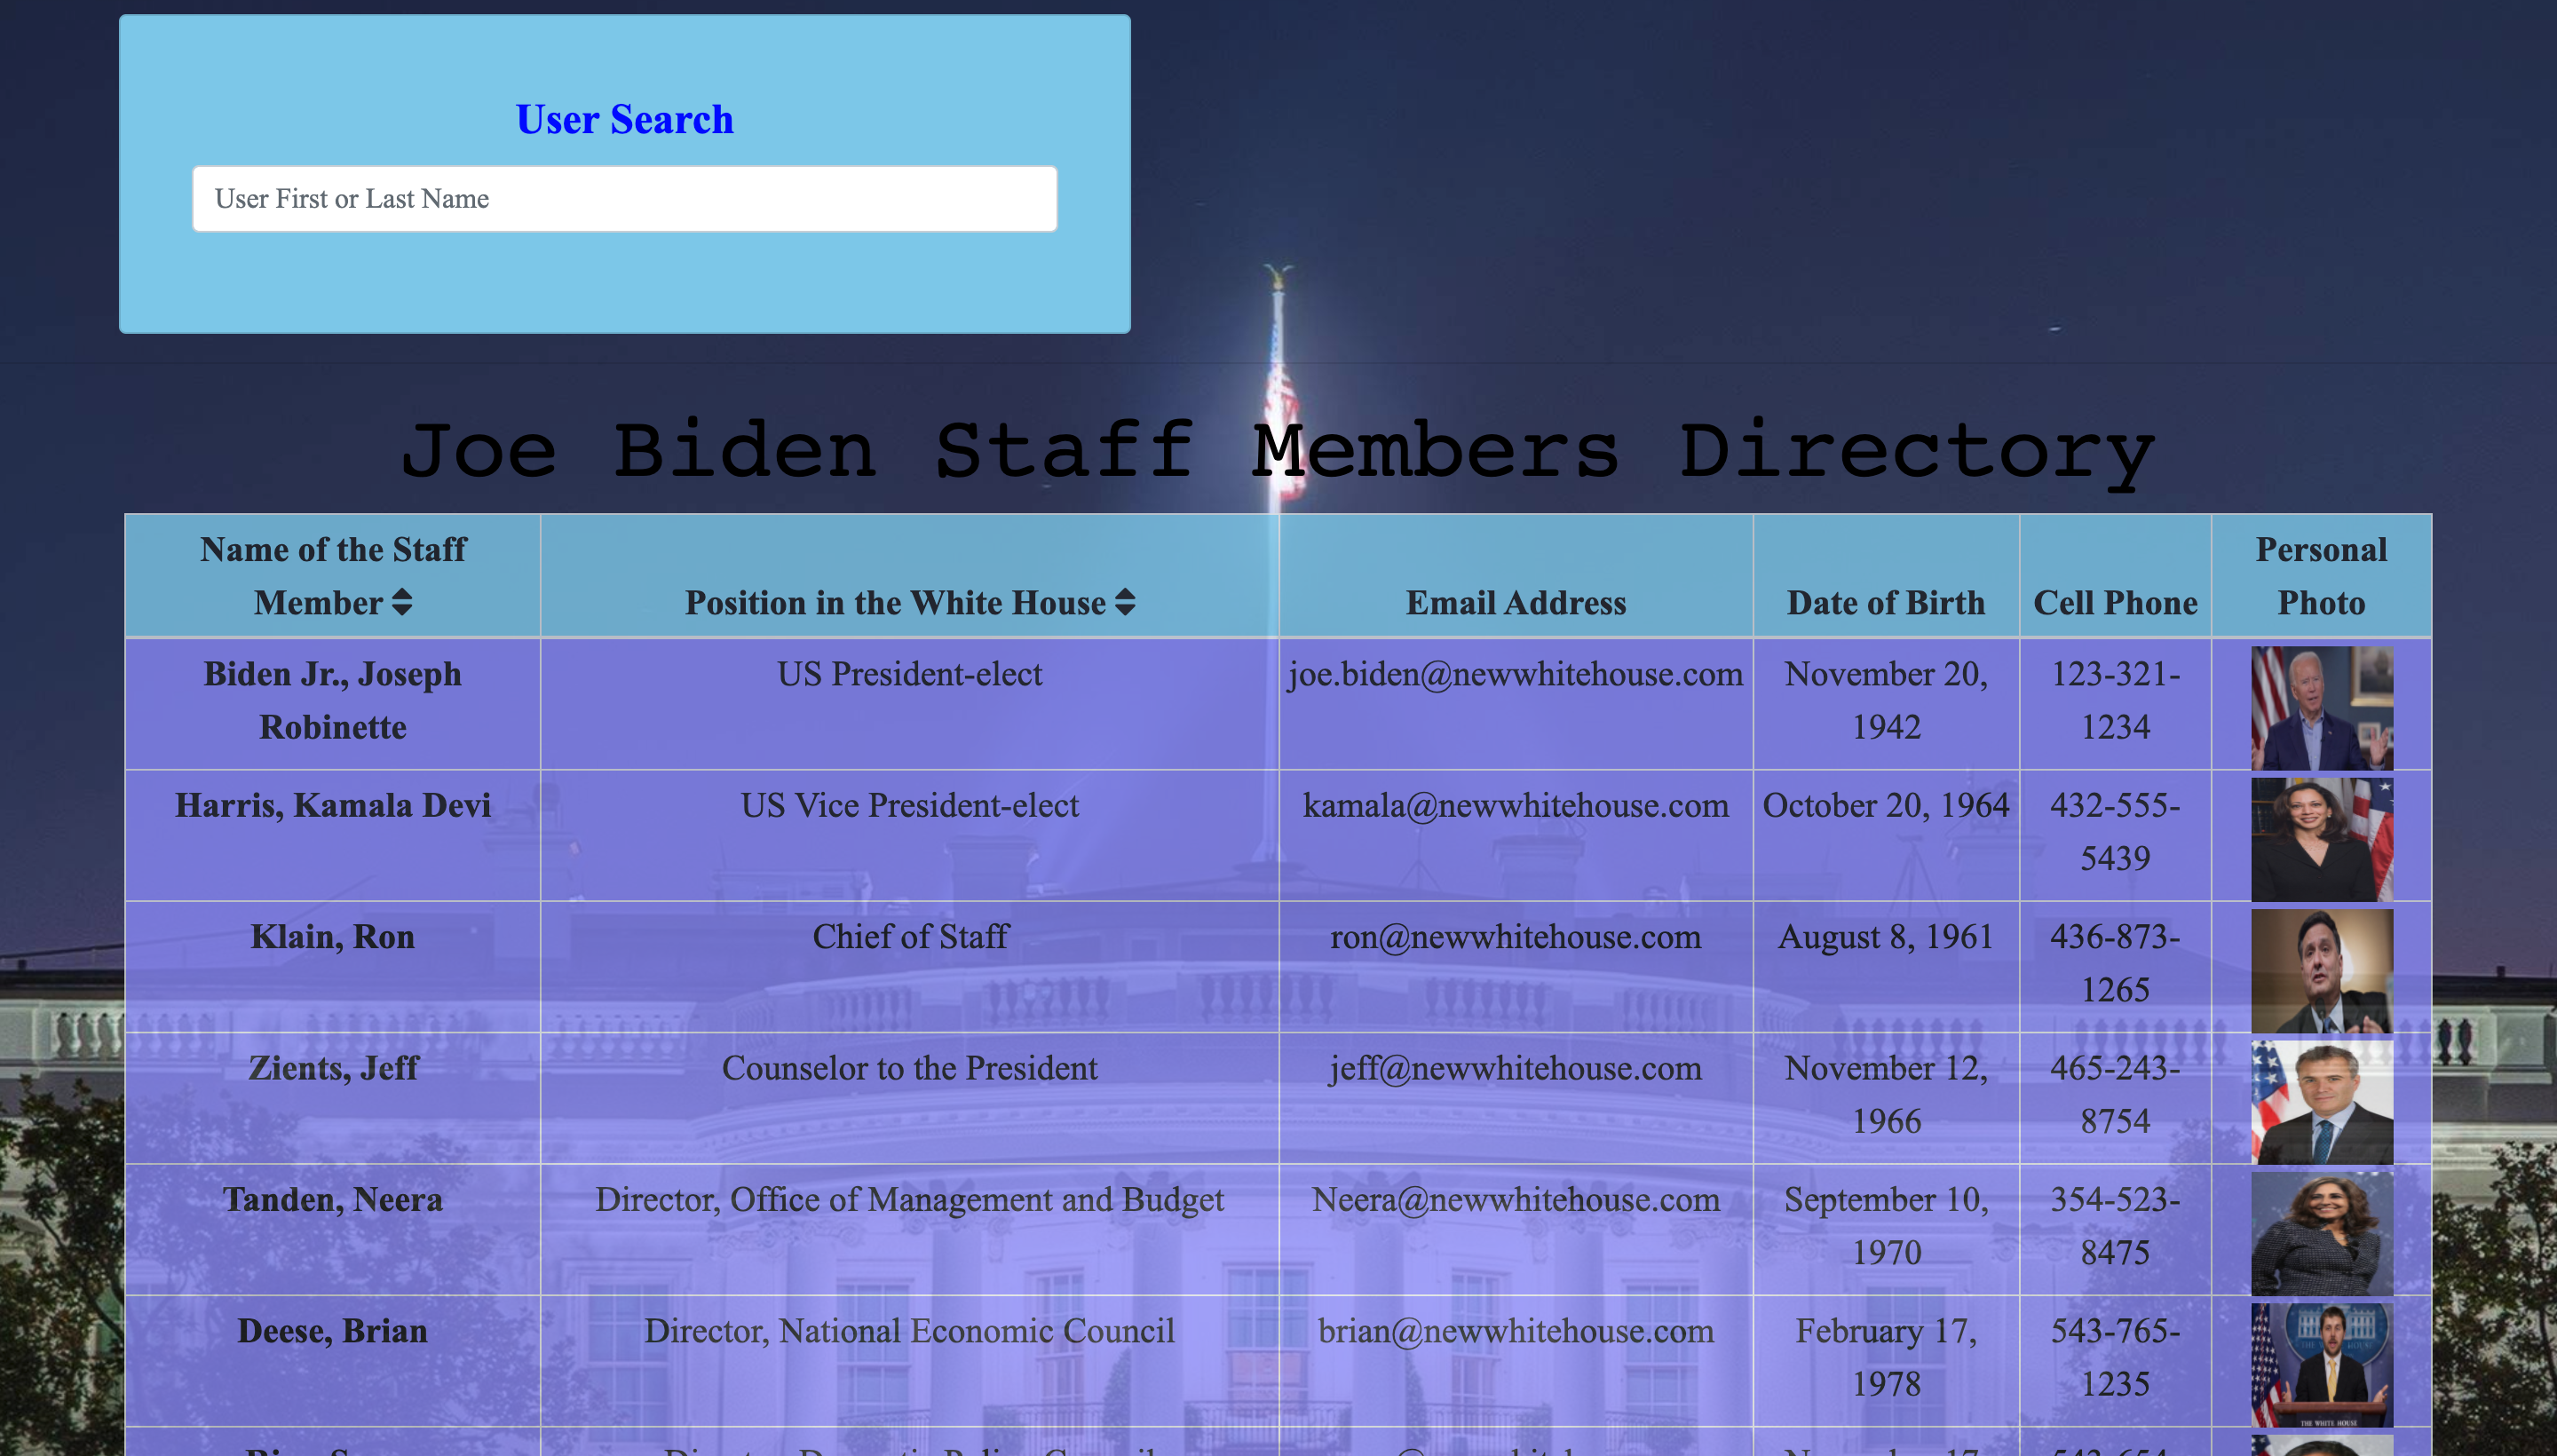 User Search
User First or Last Name
Joe Biden Staff Members Directory
Name of the Staff
Member
Position in the White House
Email Address
Date of Birth
Cell Phone
Personal
Photo
Biden Jr., Joseph
Robinette
US President-elect
joe.biden@newwhitehouse.com
November 20,
1942
123-321-
1234
Harris, Kamala Devi
US Vice President-elect
kamala@newwhitehouse.com
October 20, 1964
432-555-
5439
Klain, Ron
Chief of Staff
ron@newwhitehouse.com
August 8, 1961
436-873-
1265
Zients, Jeff
Counselor to the President
jeff@newwhitehouse.com
November 12,
1966
465-243-
8754
Tanden, Neera
Director, Office of Management and Budget
Neera@newwhitehouse.com
September 10,
1970
354-523-
8475
Deese, Brian
Director, National Economic Council
brian@newwhitehouse.com
February 17,
1978
543-765-
1235
THE WHITE HOUSE